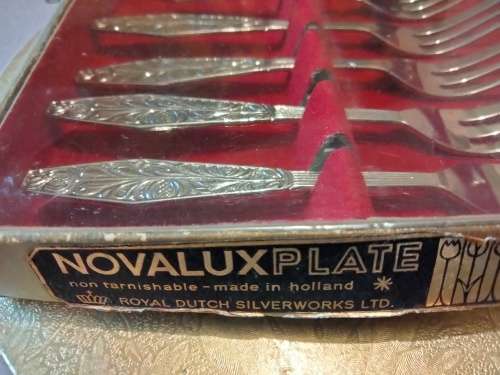 NOVALUXPLATE
non tarnishable - made in holland *
ROYAL DUTCH SILVERWORKS LTD.